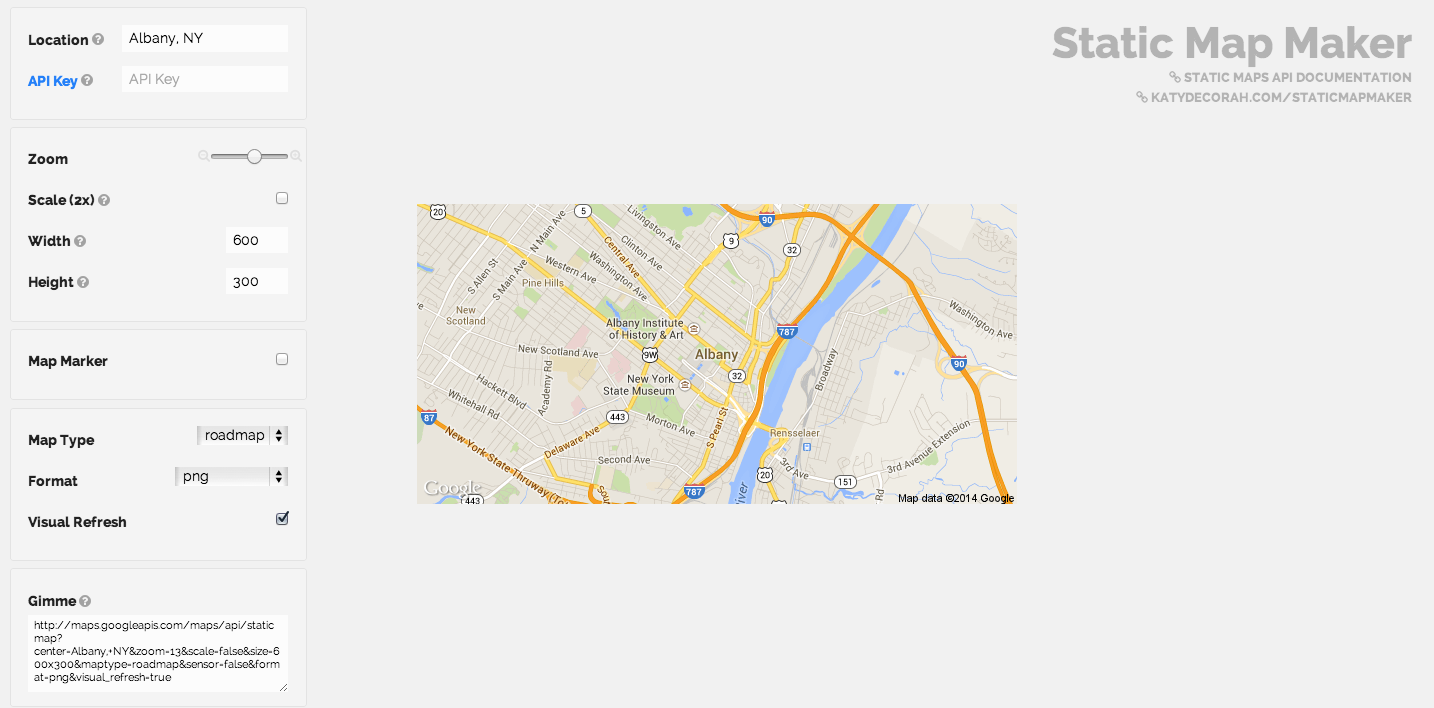 Location
Albany, NY
API Key
API Key
Static Map Maker
STATIC MAPS API DOCUMENTATION
KATYDECORAH.COM/STATICMAPMAKER
Zoom
Scale (2x)
Width
600
Height
300
Map Marker
Map Type
roadmap
Format
png
Visual Refresh
Gimme
http://maps.googleapis.com/maps/api/static
map?
center=Albany,+NY&zoom=13&scale=false&size=6
00x300&maptype=roadmap&sensor=false&form
at=png&visual_refresh=true
20
5
Livingston Ave
90
9
32
N Main Ave
Central Ave
Clinton Ave
Washington Ave
S Allen St
S Main Ave
Western Ave
Pine Hills
New
Scotland
Albany Institute
of History & Art
787
Washington Ave
New Scotland Ave
9W
Albany
Broadway
90
Academy Rd
New York
State Museum
32
Hackett Blvd
Whitehall Rd
87
443
Morton Ave
S Pearl St
Rensselaer
New York State Thruway
Delaware Ave
Second Ave
3rd Ave
3rd Avenue Extension
20
151
Rd
787
443
Google
Map data ©2014 Google